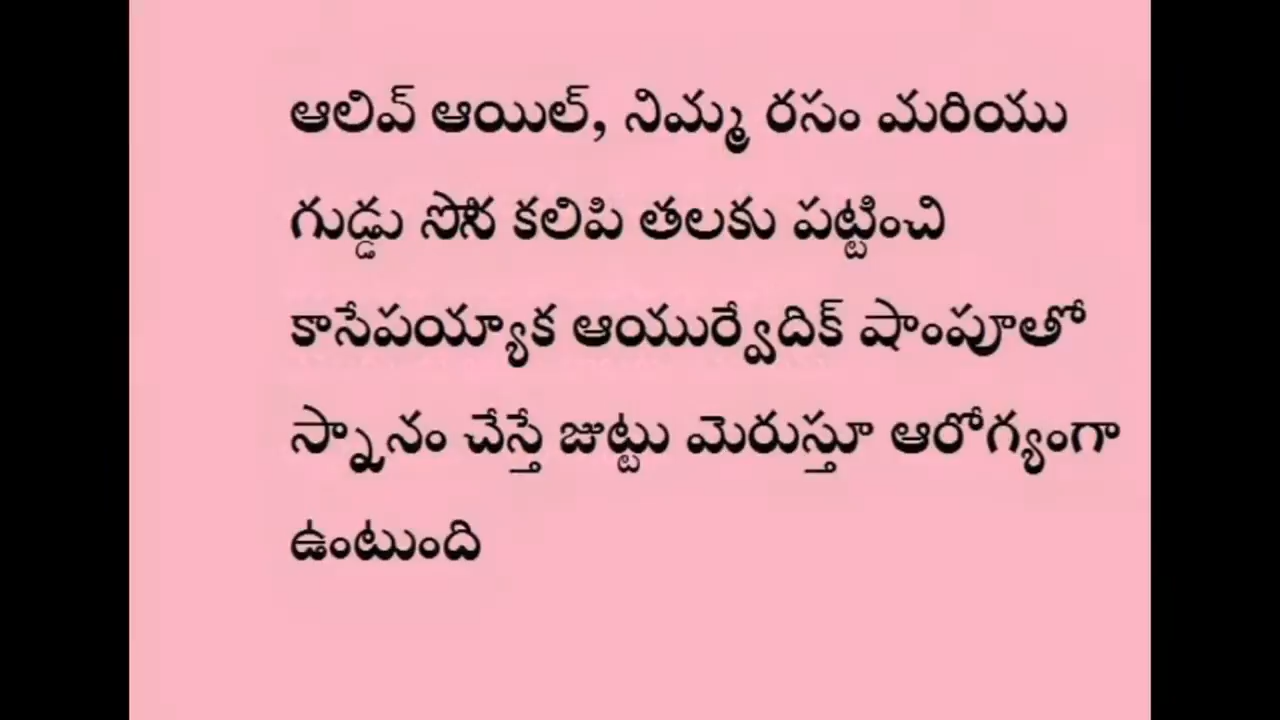 ఆలివ్ ఆయిల్, నిమ్మ రసం మరియు
గుడ్డు సోన కలిపి తలకు పట్టించి
కాసేపయ్యాక ఆయుర్వేదిక్ షాంపూతో
స్నానం చేస్తే జుట్టు మెరుస్తూ ఆరోగ్యంగా
ఉంటుంది